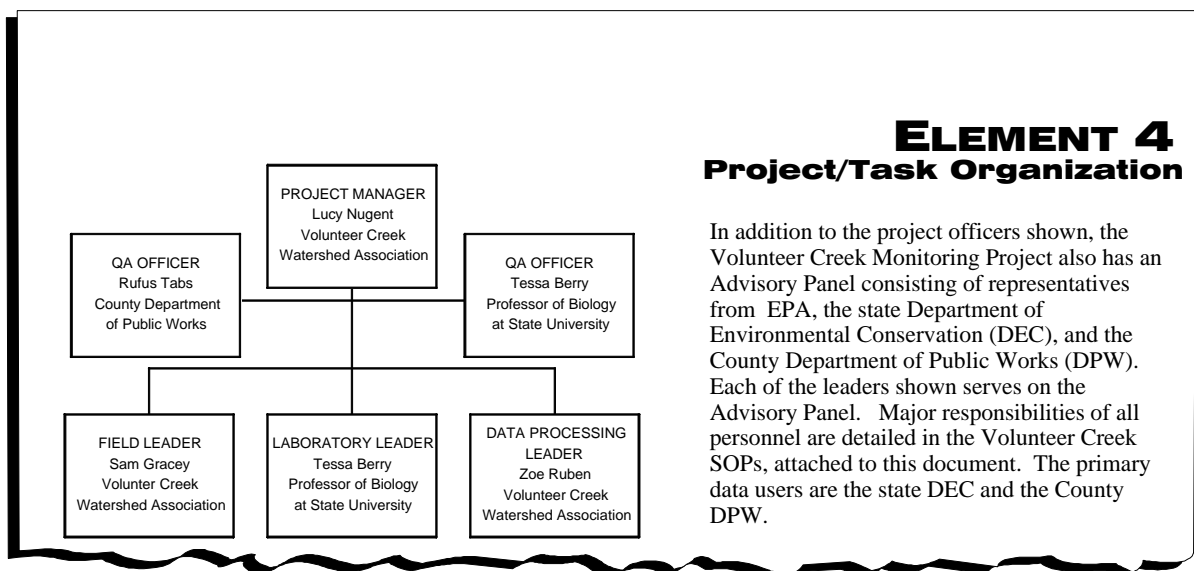 ELEMENT 4
Project/Task Organization
PROJECT MANAGER
Lucy Nugent
Volunteer Creek
Watershed Association
QA OFFICER
Rufus Tabs
County Department
of Public Works
QA OFFICER
Tessa Berry
Professor of Biology
at State University
FIELD LEADER
Sam Gracey
Volunter Creek
Watershed Association
LABORATORY LEADER
Tessa Berry
Professor of Biology
at State University
DATA PROCESSING
LEADER
Zoe Ruben
Volunteer Creek
Watershed Association
In addition to the project officers shown, the
Volunteer Creek Monitoring Project also has an
Advisory Panel consisting of representatives
from EPA, the state Department of
Environmental Conservation (DEC), and the
County Department of Public Works (DPW).
Each of the leaders shown serves on the
Advisory Panel. Major responsibilities of all
personnel are detailed in the Volunteer Creek
SOPs, attached to this document. The primary
data users are the state DEC and the County
DPW.